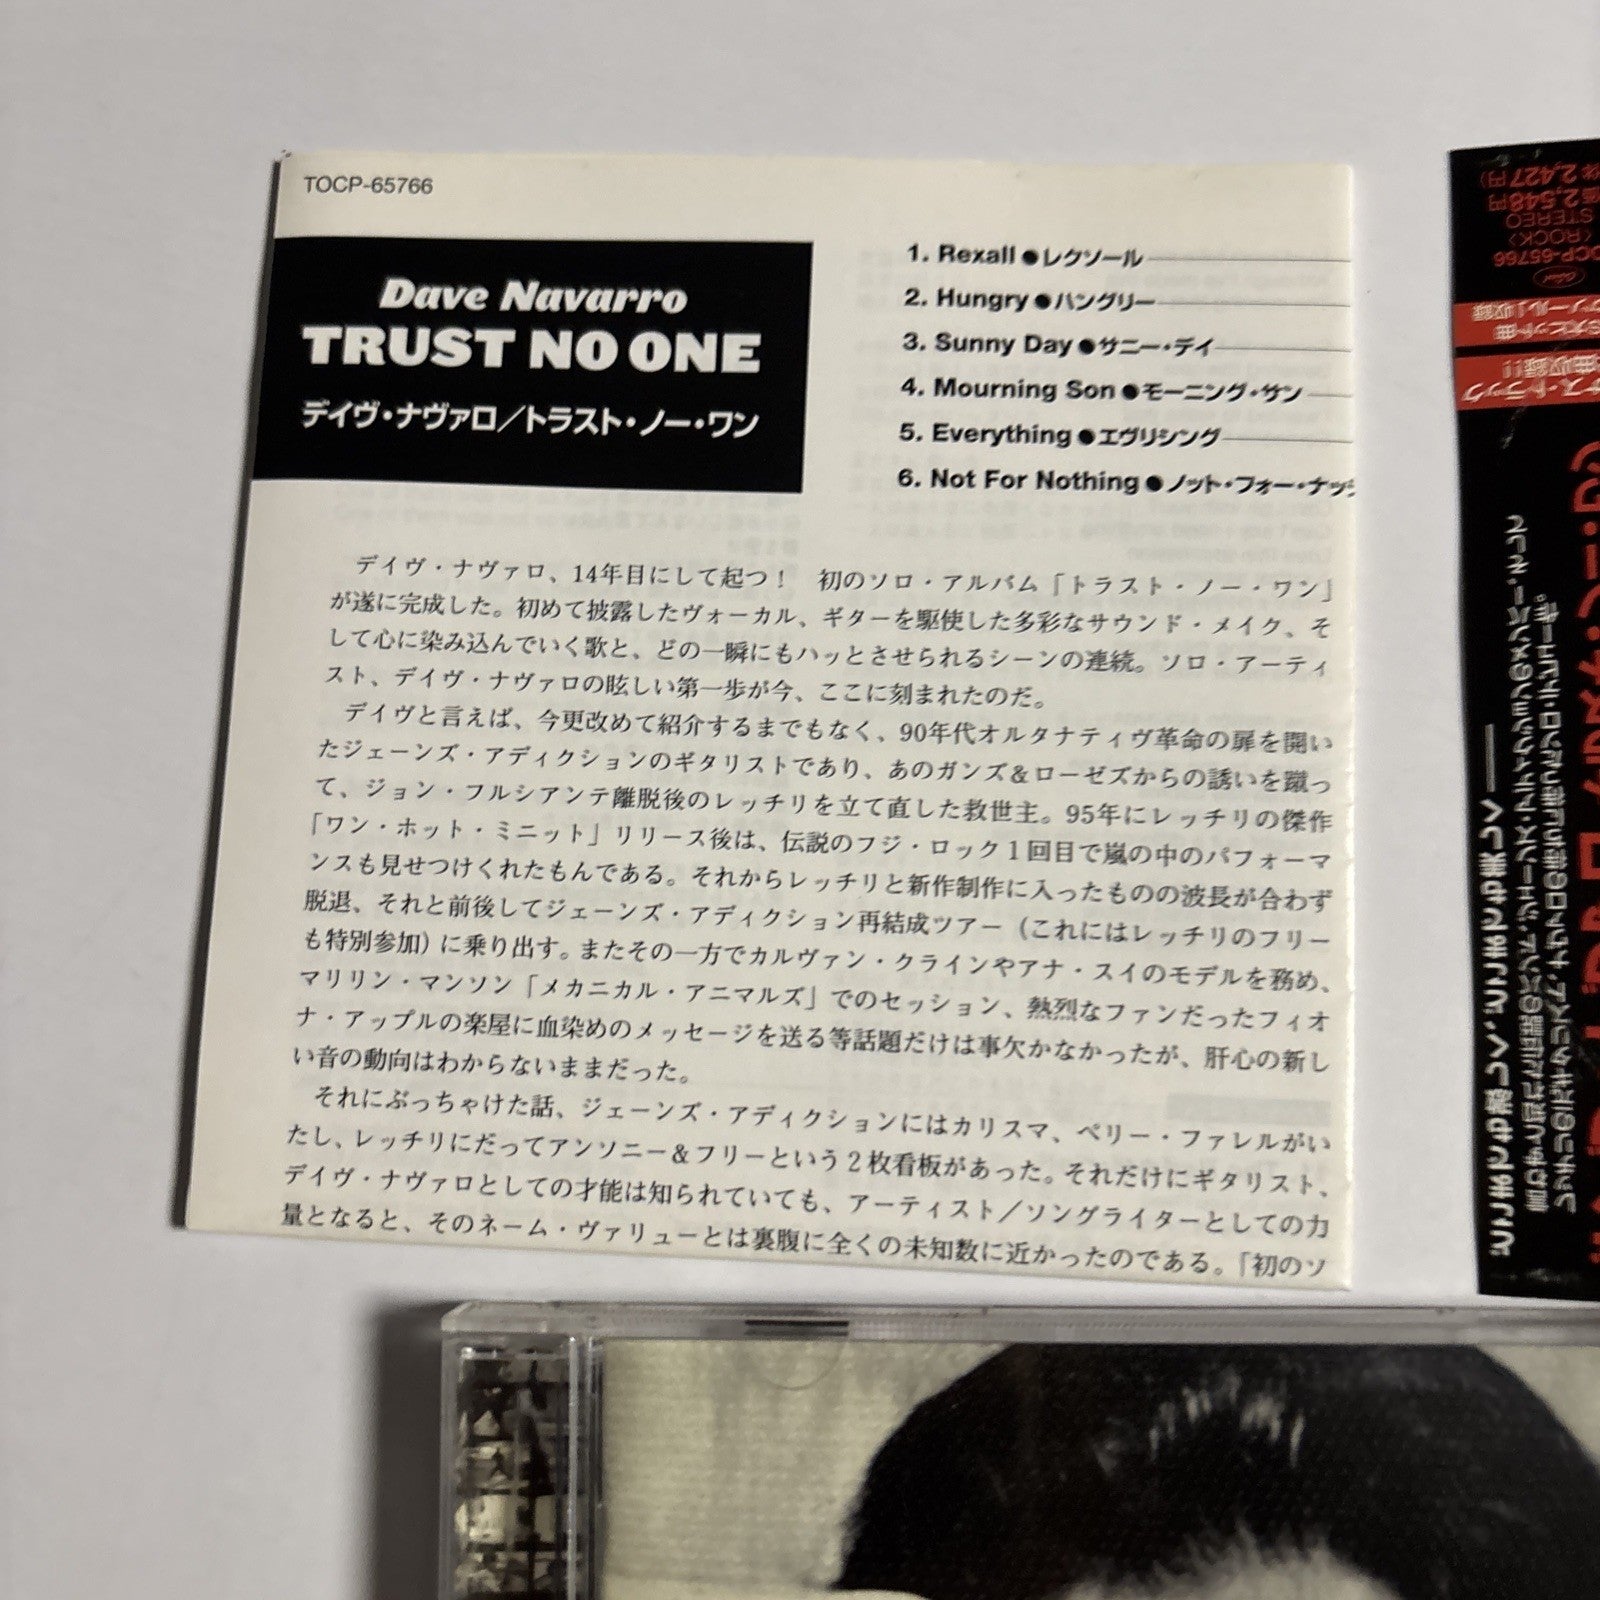 TOCP-65766
Dave Navarro
TRUST NO ONE
デイヴ・ナヴァロ／トラスト・ノー・ワン
1. Rexall●レクソール
2. Hungry●ハングリー
3. Sunny Day●サニー・デイ
4. Mourning Son●モーニング・サン
5. Everything●エヴリシング
6. Not For Nothing●ノット・フォー・ナッ
デイヴ・ナヴァロ、14年目にして起つ！　初のソロ・アルバム「トラスト・ノー・ワン」
が遂に完成した。初めて披露したヴォーカル、ギターを駆使した多彩なサウンド・メイク、そ
して心に染み込んでいく歌と、どの一瞬にもハッとさせられるシーンの連続。ソロ・アーティ
スト、デイヴ・ナヴァロの眩しい第一歩が今、ここに刻まれたのだ。
デイヴと言えば、今更改めて紹介するまでもなく、90年代オルタナティヴ革命の扉を開い
たジェーンズ・アディクションのギタリストであり、あのガンズ＆ローゼズからの誘いを蹴っ
て、ジョン・フルシアンテ離脱後のレッチリを立て直した救世主。95年にレッチリの傑作
「ワン・ホット・ミニット」リリース後は、伝説のフジ・ロック１回目で嵐の中のパフォーマ
ンスも見せつけくれたもんである。それからレッチリと新作制作に入ったものの波長が合わず
脱退、それと前後してジェーンズ・アディクション再結成ツアー（これにはレッチリのフリー
も特別参加）に乗り出す。またその一方でカルヴァン・クラインやアナ・スイのモデルを務め、
マリリン・マンソン「メカニカル・アニマルズ」でのセッション、熱烈なファンだったフィオ
ナ・アップルの楽屋に血染めのメッセージを送る等話題だけは事欠かなかったが、肝心の新し
い音の動向はわからないままだった。
それにぶっちゃけた話、ジェーンズ・アディクションにはカリスマ、ペリー・ファレルがい
たし、レッチリにだってアンソニー＆フリーという２枚看板があった。それだけにギタリスト、
デイヴ・ナヴァロとしての才能は知られていても、アーティスト／ソングライターとしての力
量となると、そのネーム・ヴァリューとは裏腹に全くの未知数に近かったのである。「初のソ
2,427円)
2,548円
STEREO
〈ROCK〉
OCP-65766